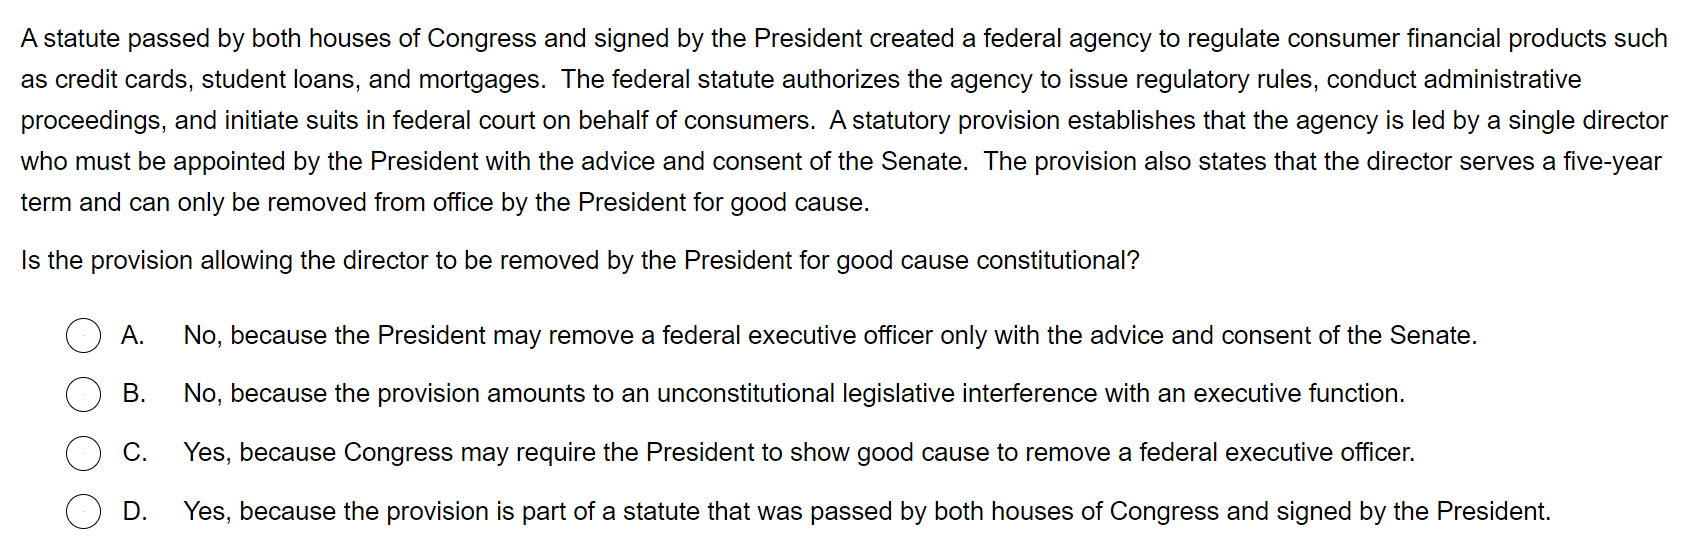 A statute passed by both houses of Congress and signed by the President created a federal agency to regulate consumer financial products such
as credit cards, student loans, and mortgages.  The federal statute authorizes the agency to issue regulatory rules, conduct administrative
proceedings, and initiate suits in federal court on behalf of consumers.  A statutory provision establishes that the agency is led by a single director
who must be appointed by the President with the advice and consent of the Senate.  The provision also states that the director serves a five-year
term and can only be removed from office by the President for good cause.
Is the provision allowing the director to be removed by the President for good cause constitutional?
A. No, because the President may remove a federal executive officer only with the advice and consent of the Senate.
B. No, because the provision amounts to an unconstitutional legislative interference with an executive function.
C. Yes, because Congress may require the President to show good cause to remove a federal executive officer.
D. Yes, because the provision is part of a statute that was passed by both houses of Congress and signed by the President.